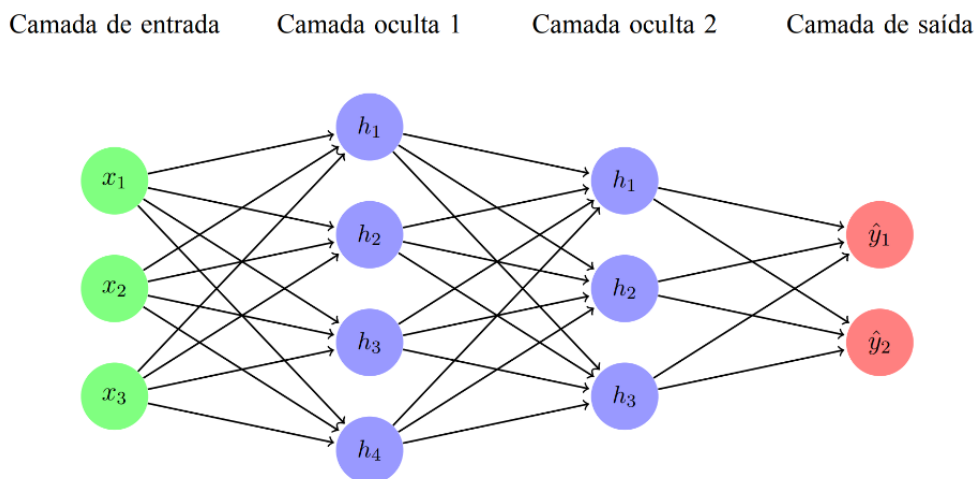 Camada de entrada
Camada oculta 1
Camada oculta 2
Camada de saída
x₁
x₂
x₃
h₁
h₂
h₃
h₄
h₁
h₂
h₃
ŷ₁
ŷ₂